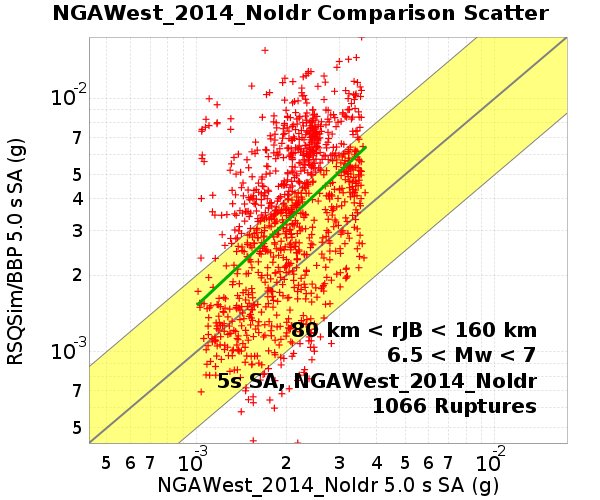 NGAWest_2014_NoIdr Comparison Scatter
RSQSim/BBP 5.0 s SA (g)
10-2
7
5
4
3
2
10-3
7
5
80 km < rJB < 160 km
6.5 < Mw < 7
5s SA, NGAWest_2014_NoIdr
1066 Ruptures
5 6 7 10-3 2 3 4 5 6 7 10-2
NGAWest_2014_NoIdr 5.0 s SA (g)